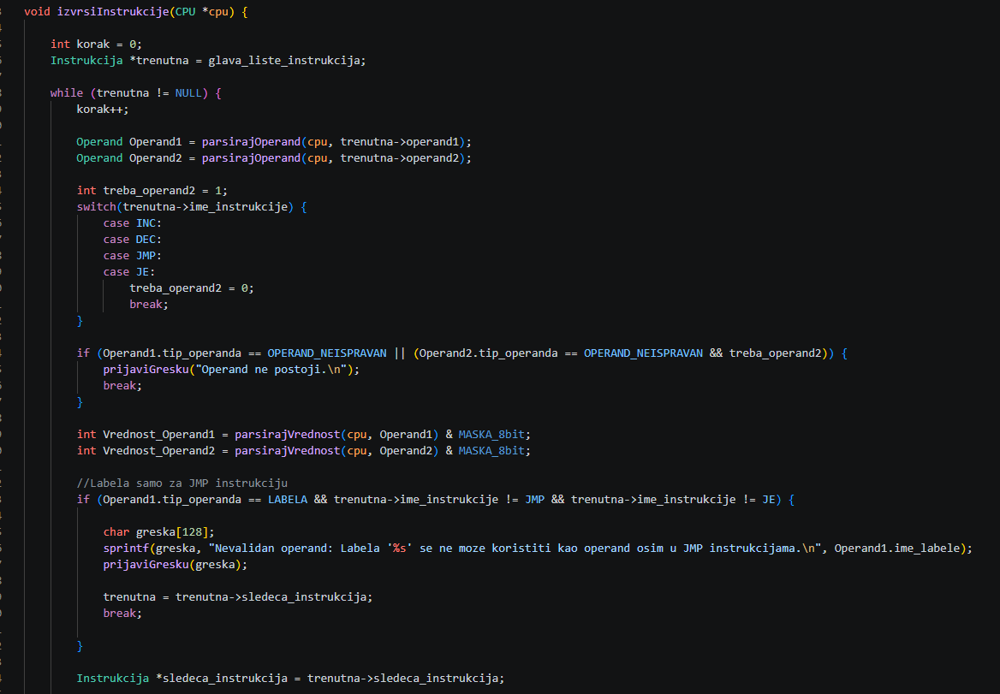 void izvrsiInstrukcije(CPU *cpu) {
int korak = 0;
Instrukcija *trenutna = glava_liste_instrukcija;
while (trenutna != NULL) {
korak++;
Operand Operand1 = parsirajOperand(cpu, trenutna->operand1);
Operand Operand2 = parsirajOperand(cpu, trenutna->operand2);
int treba_operand2 = 1;
switch(trenutna->ime_instrukcije) {
case INC:
case DEC:
case JMP:
case JE:
treba_operand2 = 0;
break;
}
if (Operand1.tip_operanda == OPERAND_NEISPRAVAN || (Operand2.tip_operanda == OPERAND_NEISPRAVAN && treba_operand2)) {
prijaviGresku("Operand ne postoji.\n");
break;
}
int Vrednost_Operand1 = parsirajVrednost(cpu, Operand1) & MASKA_8bit;
int Vrednost_Operand2 = parsirajVrednost(cpu, Operand2) & MASKA_8bit;
//Labela samo za JMP instrukciju
if (Operand1.tip_operanda == LABELA && trenutna->ime_instrukcije != JMP && trenutna->ime_instrukcije != JE) {
char greska[128];
sprintf(greska, "Nevalidan operand: Labela '%s' se ne moze koristiti kao operand osim u JMP instrukcijama.\n", Operand1.ime_labele);
prijaviGresku(greska);
trenutna = trenutna->sledeca_instrukcija;
break;
}
Instrukcija *sledeca_instrukcija = trenutna->sledeca_instrukcija;